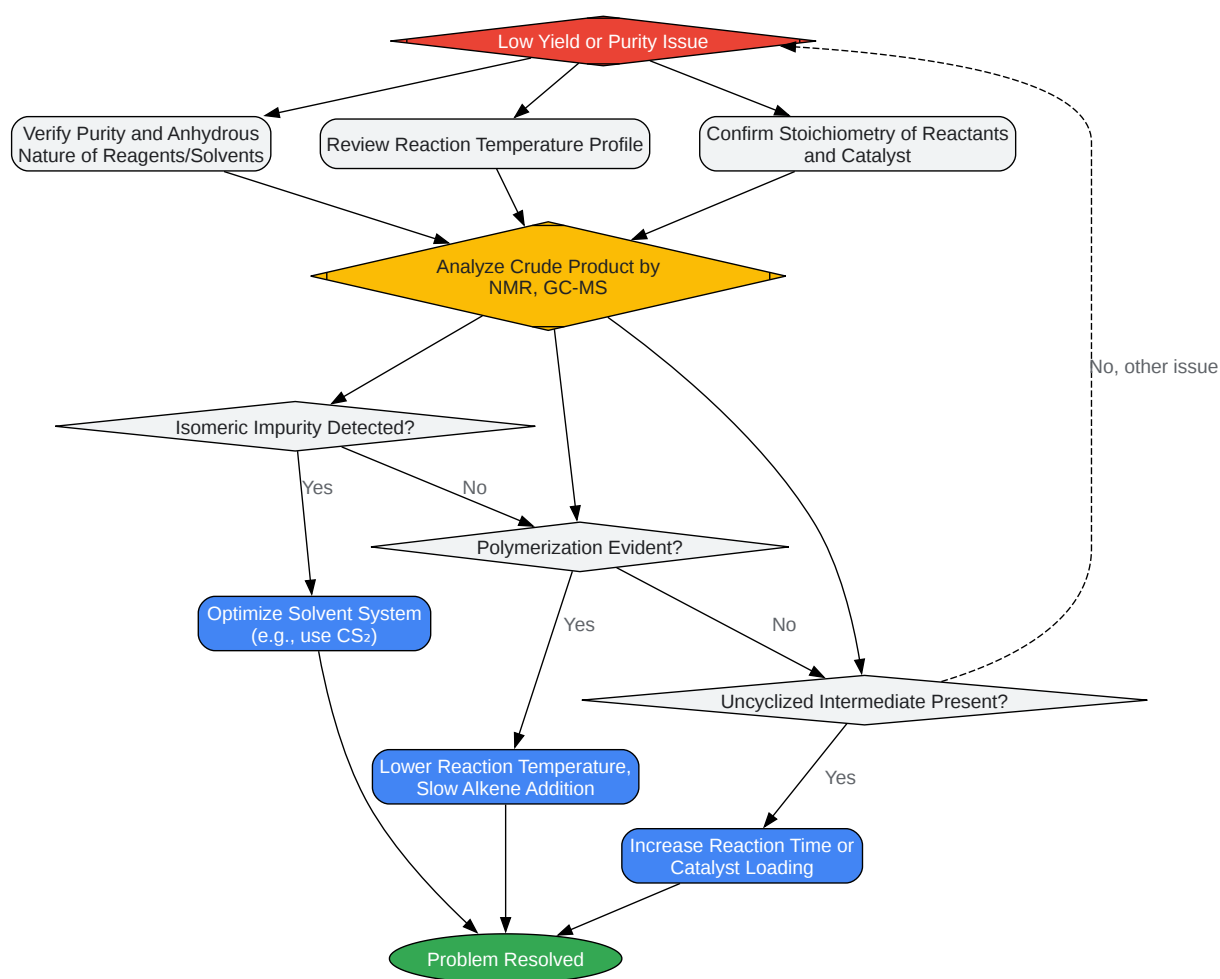 Low Yield or Purity Issue
Verify Purity and Anhydrous
Nature of Reagents/Solvents
Review Reaction Temperature Profile
Confirm Stoichiometry of Reactants
and Catalyst
Analyze Crude Product by
NMR, GC-MS
No, other issue
Isomeric Impurity Detected?
Yes
No
Polymerization Evident?
Optimize Solvent System
(e.g., use CS₂)
Yes
No
Uncyclized Intermediate Present?
Lower Reaction Temperature,
Slow Alkene Addition
Yes
Increase Reaction Time or
Catalyst Loading
Problem Resolved